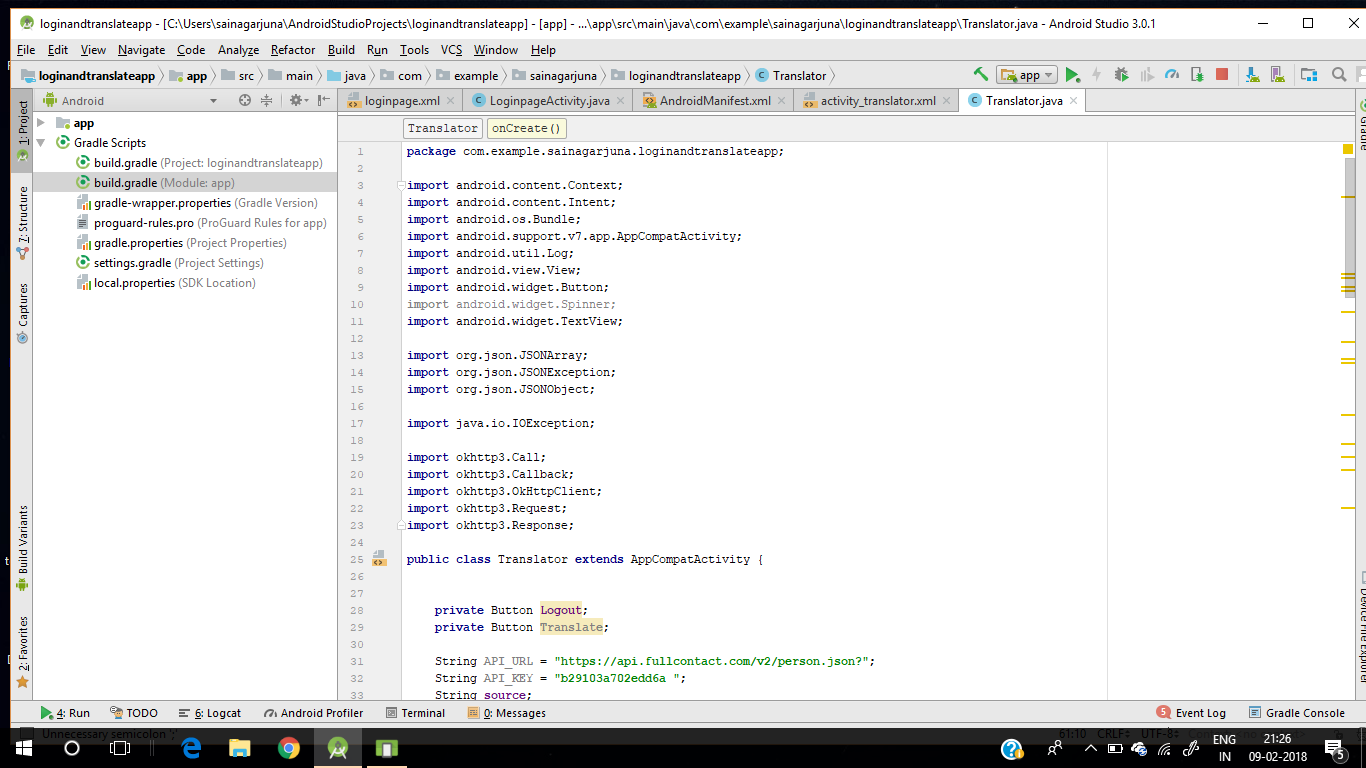 loginandtranslateapp - [C:\Users\sainagarjuna\AndroidStudioProjects\loginandtranslateapp] - [app] - ...\app\src\main\java\com\example\sainagarjuna\loginandtranslateapp\Translator.java - Android Studio 3.0.1
File Edit View Navigate Code Analyze Refactor Build Run Tools VCS Window Help
loginandtranslateapp app src main java com example sainagarjuna loginandtranslateapp Translator app
Android loginpage.xml LoginpageActivity.java AndroidManifest.xml activity_translator.xml Translator.java
1: Project
7: Structure
Captures
Build Variants
2: Favorites
app
Gradle Scripts
build.gradle (Project: loginandtranslateapp)
build.gradle (Module: app)
gradle-wrapper.properties (Gradle Version)
proguard-rules.pro (ProGuard Rules for app)
gradle.properties (Project Properties)
settings.gradle (Project Settings)
local.properties (SDK Location)
Translator onCreate()
1 package com.example.sainagarjuna.loginandtranslateapp;
2
3 import android.content.Context;
4 import android.content.Intent;
5 import android.os.Bundle;
6 import android.support.v7.app.AppCompatActivity;
7 import android.util.Log;
8 import android.view.View;
9 import android.widget.Button;
10 import android.widget.Spinner;
11 import android.widget.TextView;
12
13 import org.json.JSONArray;
14 import org.json.JSONException;
15 import org.json.JSONObject;
16
17 import java.io.IOException;
18
19 import okhttp3.Call;
20 import okhttp3.Callback;
21 import okhttp3.OkHttpClient;
22 import okhttp3.Request;
23 import okhttp3.Response;
24
25 public class Translator extends AppCompatActivity {
26
27
28 private Button Logout;
29 private Button Translate;
30
31 String API_URL = "https://api.fullcontact.com/v2/person.json?";
32 String API_KEY = "b29103a702edd6a ";
33 String source;
Gradle
Device File Explorer
4: Run TODO 6: Logcat Android Profiler Terminal 0: Messages 5 Event Log Gradle Console
Unnecessary semicolon ';' 61:10 CRLF UTF-8
ENG
IN
21:26
09-02-2018
5